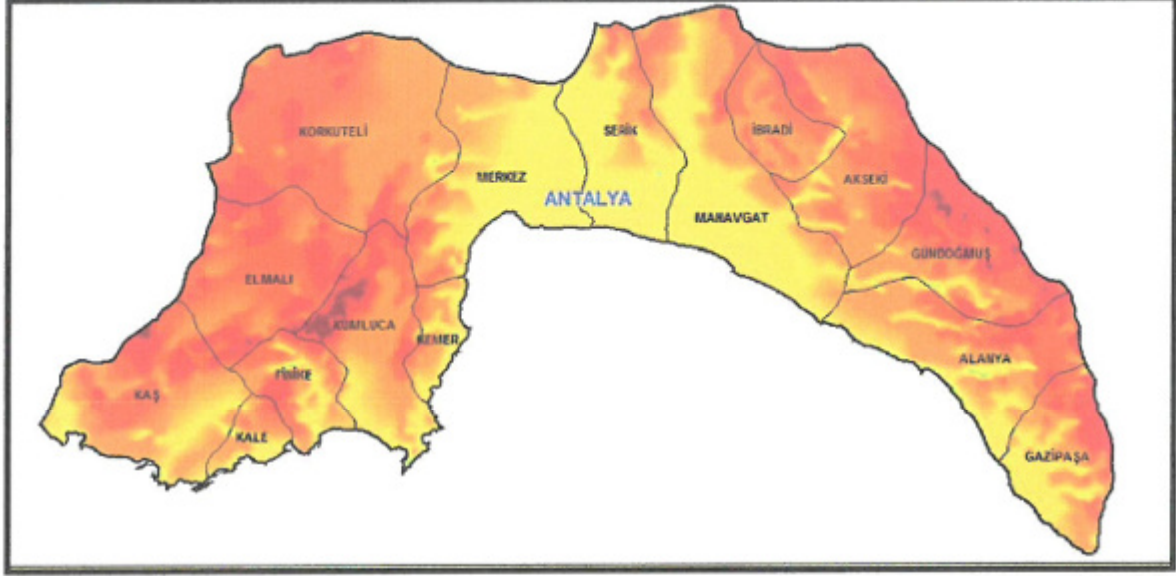 KORKUTELİ
SERİK
İBRADİ
MERKEZ
AKSEKİ
ANTALYA
MANAVGAT
GÜNDOĞMUŞ
ELMALI
KUMLUCA
KEMER
ALANYA
FİNİKE
KAŞ
KALE
GAZİPAŞA